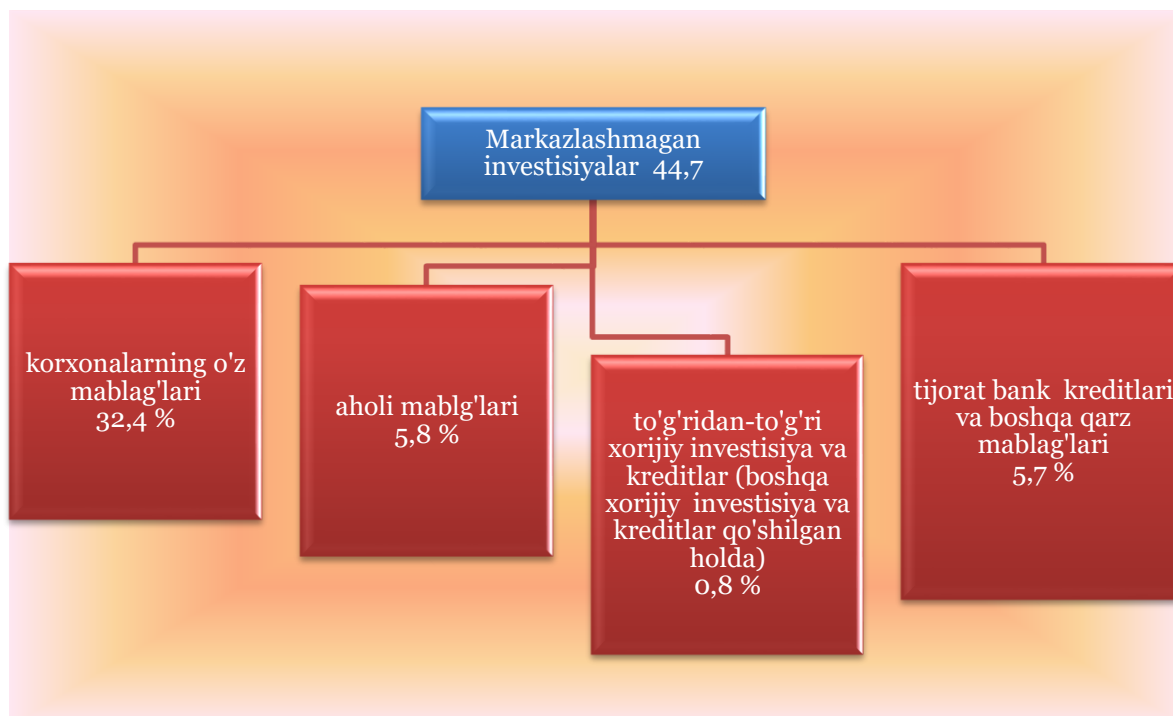 Markazlashmagan
investisiyalar 44,7
korxonalarning o'z
mablag'lari
32,4 %
aholi mablg'lari
5,8 %
to'g'ridan-to'g'ri
xorijiy investisiya va
kreditlar (boshqa
xorijiy investisiya va
kreditlar qo'shilgan
holda)
0,8 %
tijorat bank kreditlari
va boshqa qarz
mablag'lari
5,7 %